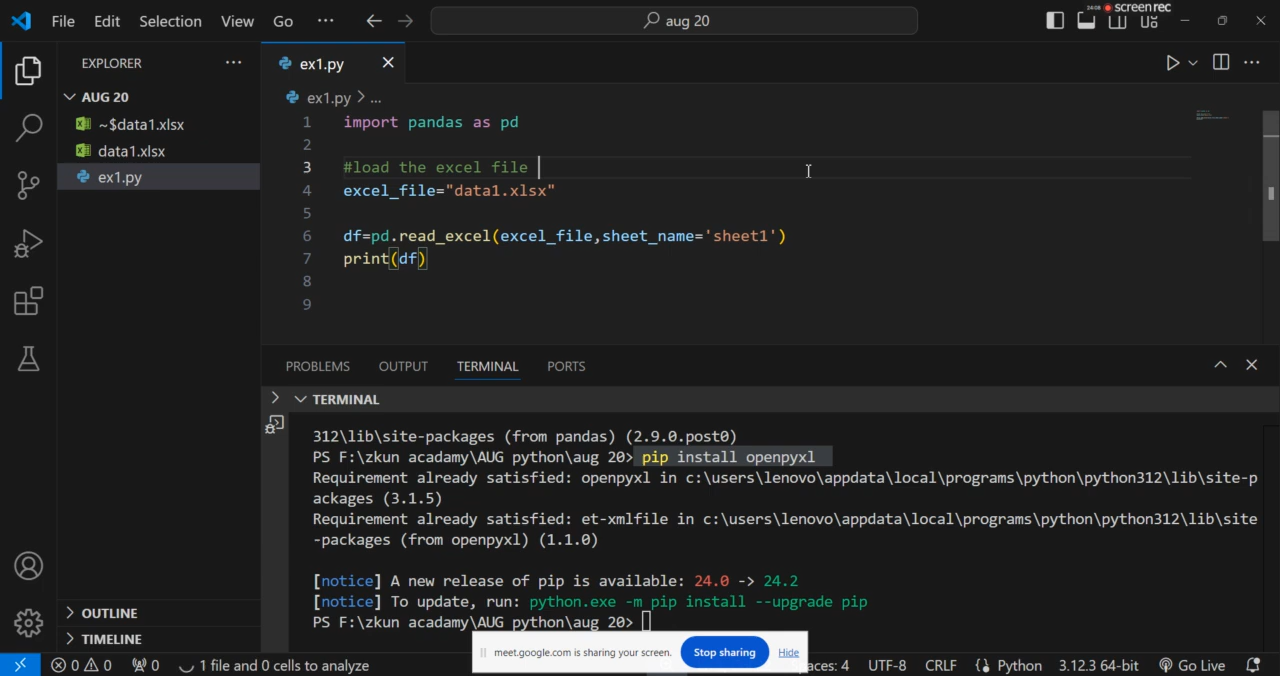 File Edit Selection View Go ··· aug 20
24:08 screenrec
EXPLORER ···
ex1.py
AUG 20
~$data1.xlsx
data1.xlsx
ex1.py
ex1.py > ...
1 import pandas as pd
2
3 #load the excel file
4 excel_file="data1.xlsx"
5
6 df=pd.read_excel(excel_file,sheet_name='sheet1')
7 print(df)
8
9
PROBLEMS OUTPUT TERMINAL PORTS
TERMINAL
312\lib\site-packages (from pandas) (2.9.0.post0)
PS F:\zkun acadamy\AUG python\aug 20> pip install openpyxl
Requirement already satisfied: openpyxl in c:\users\lenovo\appdata\local\programs\python\python312\lib\site-p
ackages (3.1.5)
Requirement already satisfied: et-xmlfile in c:\users\lenovo\appdata\local\programs\python\python312\lib\site
-packages (from openpyxl) (1.1.0)
[notice] A new release of pip is available: 24.0 -> 24.2
[notice] To update, run: python.exe -m pip install --upgrade pip
PS F:\zkun acadamy\AUG python\aug 20>
OUTLINE
TIMELINE
meet.google.com is sharing your screen. Stop sharing Hide
0 0 0 1 file and 0 cells to analyze
aces: 4 UTF-8 CRLF Python 3.12.3 64-bit Go Live